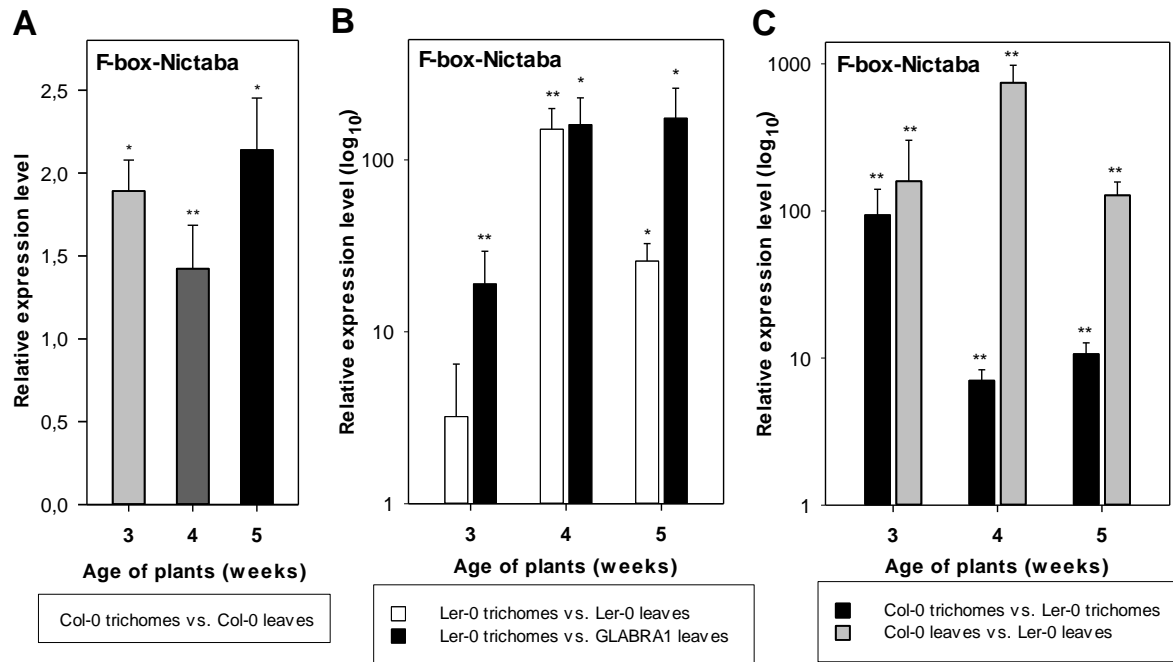 A
F-box-Nictaba
Relative expression level
2,5
2,0
1,5
1,0
0,5
0,0
*
**
*
3 4 5
Age of plants (weeks)
Col-0 trichomes vs. Col-0 leaves
B
F-box-Nictaba
Relative expression level (log10)
100
10
1
**
**
*
*
*
3 4 5
Age of plants (weeks)
Ler-0 trichomes vs. Ler-0 leaves
Ler-0 trichomes vs. GLABRA1 leaves
C
F-box-Nictaba
Relative expression level (log10)
1000
100
10
1
**
**
**
**
**
**
3 4 5
Age of plants (weeks)
Col-0 trichomes vs. Ler-0 trichomes
Col-0 leaves vs. Ler-0 leaves